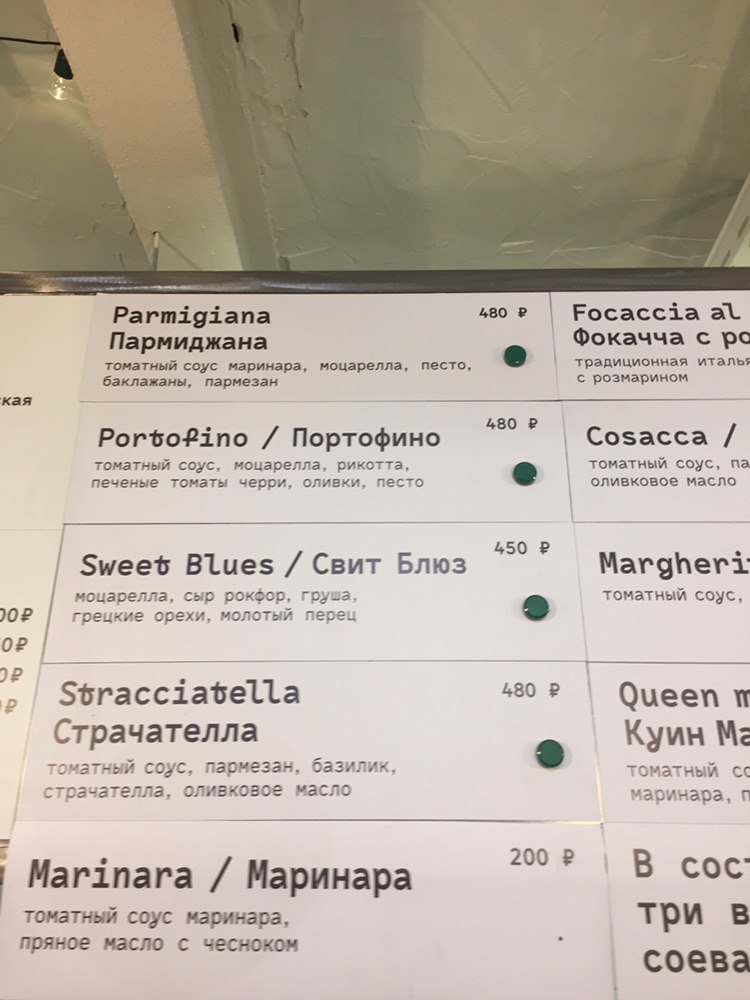 Parmigiana
480 ₽
Пармиджана
томатный соус маринара, моцарелла, песто,
баклажаны, пармезан
Portofino / Портофино
480 ₽
томатный соус, моцарелла, рикотта,
печеные томаты черри, оливки, песто
Sweet Blues / Свит Блюз
450 ₽
моцарелла, сыр рокфор, груша,
грецкие орехи, молотый перец
Stracciatella
480 ₽
Страчателла
томатный соус, пармезан, базилик,
страчателла, оливковое масло
Marinara / Маринара
200 ₽
томатный соус маринара,
пряное масло с чесноком
Focaccia al
Фокачча с
традиционная
с розмарином
Cosacca /
томатный соус,
оливковое масло
томатный соус,
Queen
Куин
томатный
маринара,
В
три